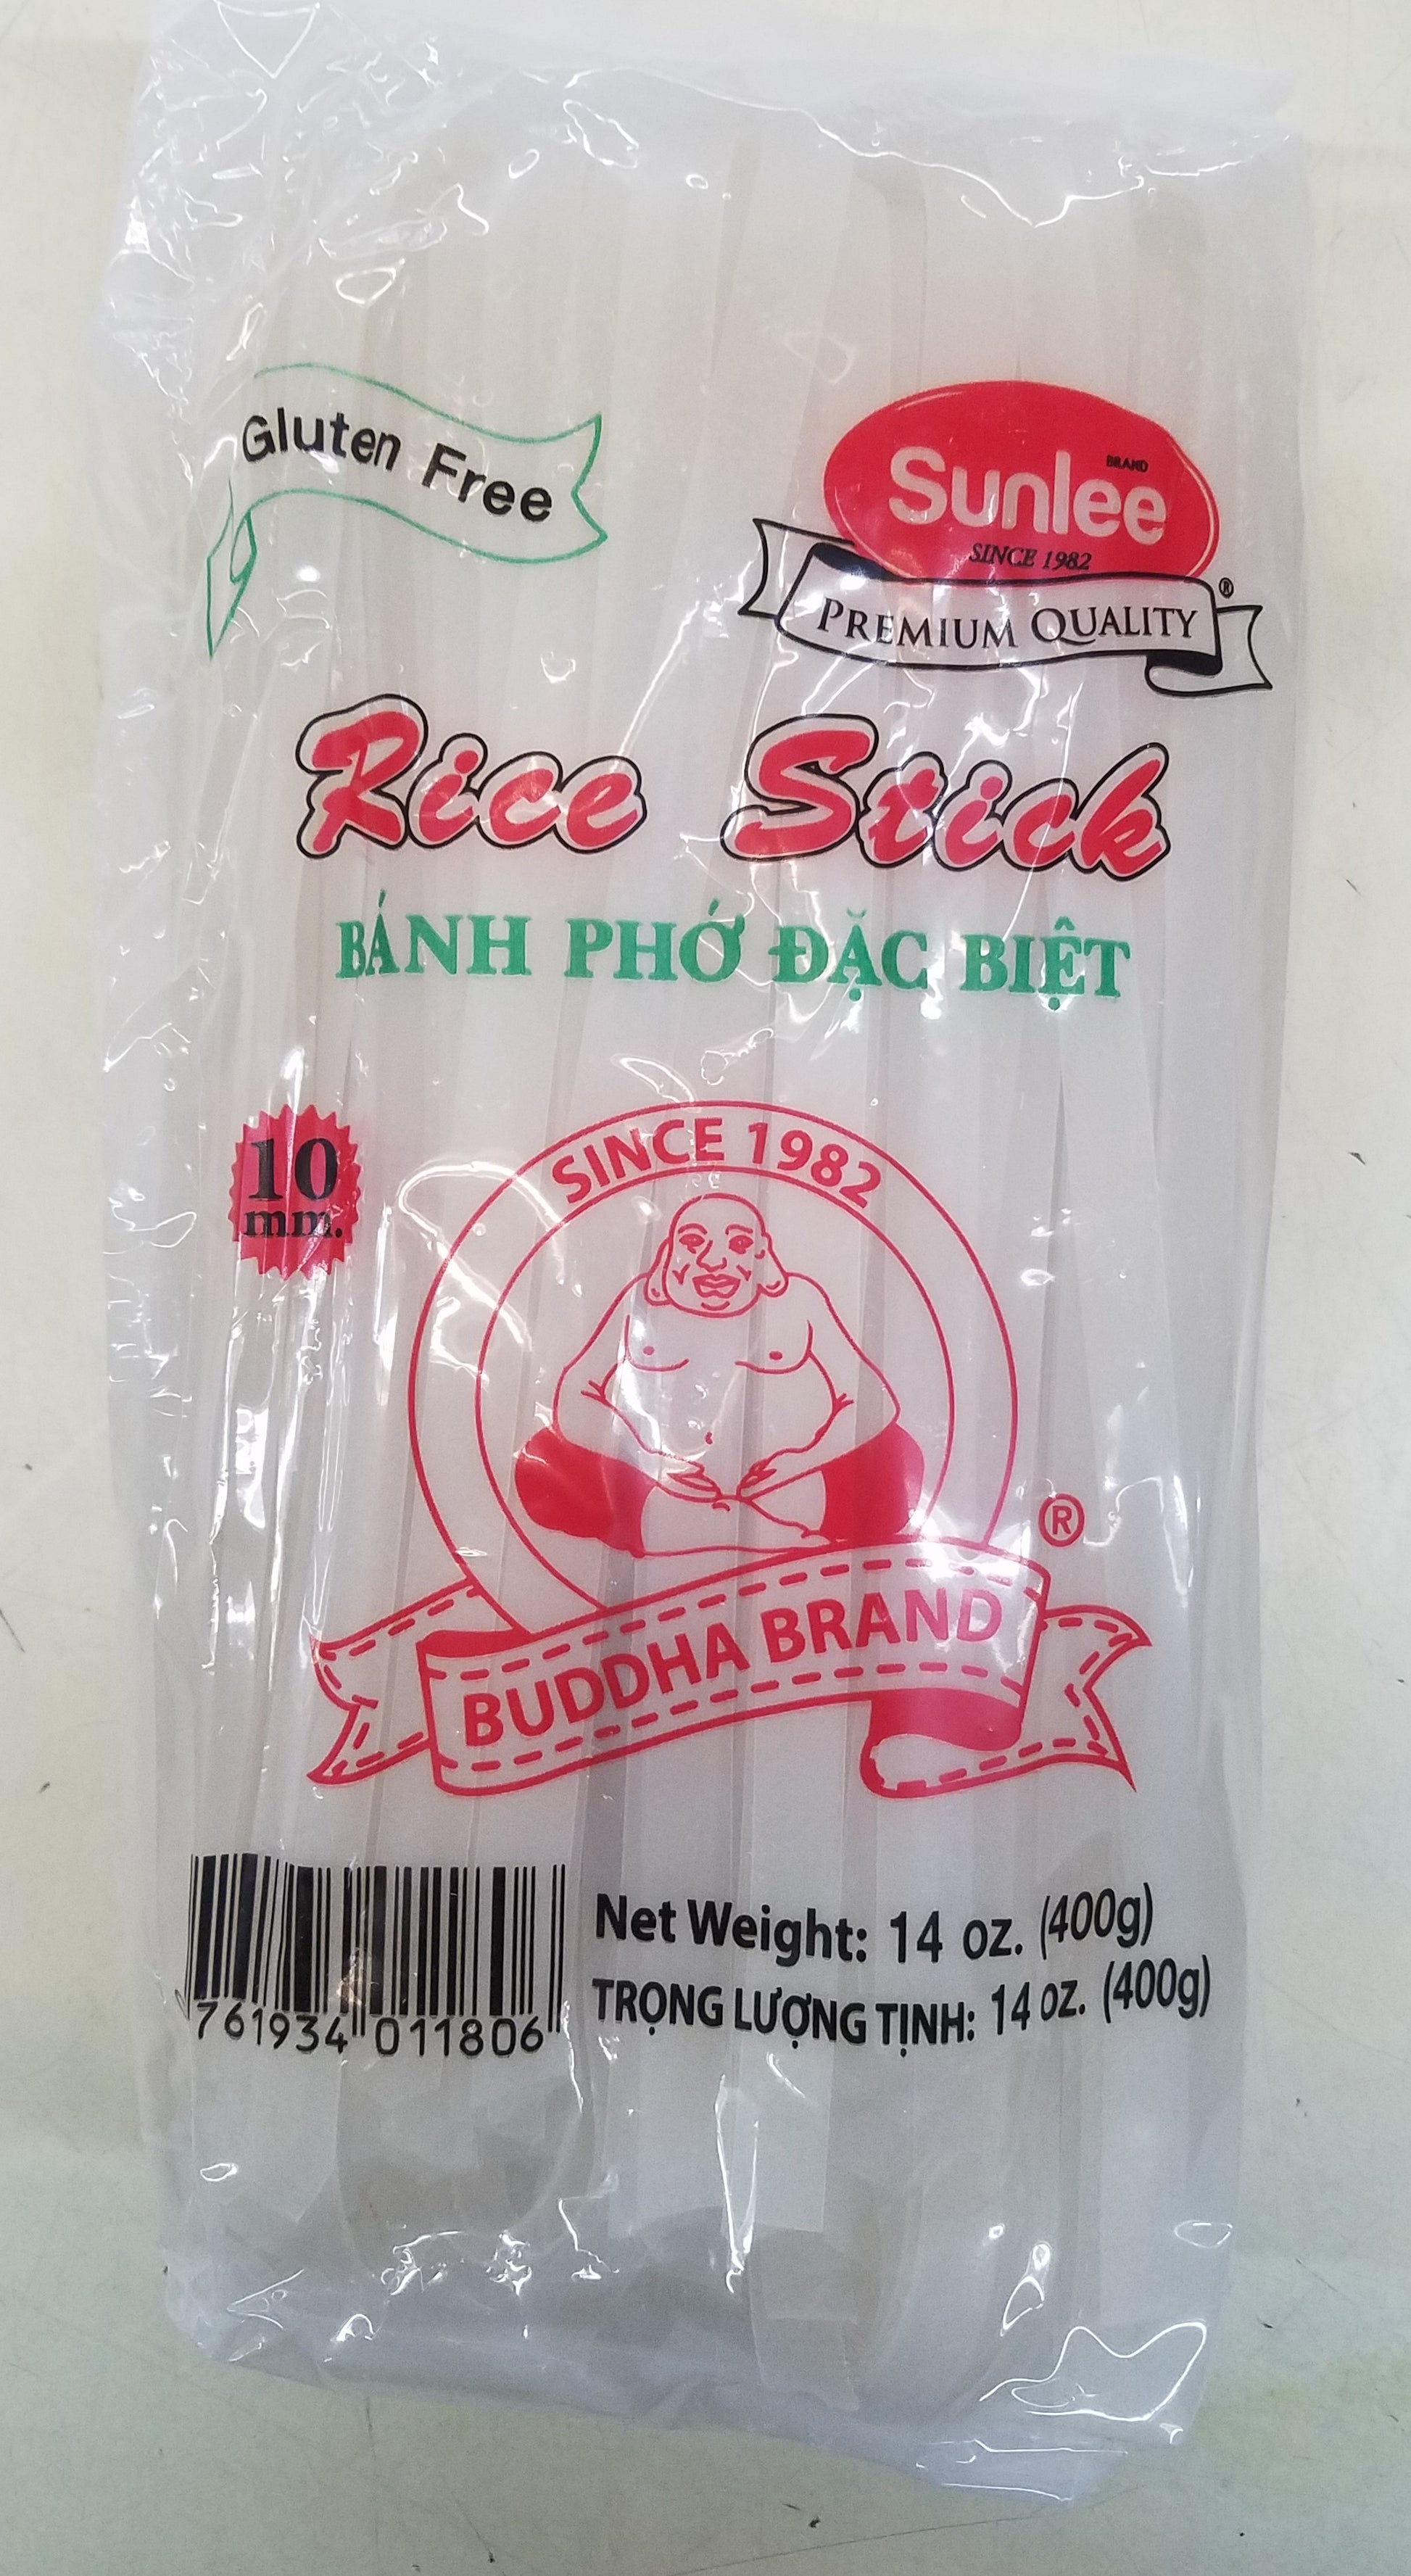 Gluten Free
Sunlee BRAND
SINCE 1982
PREMIUM QUALITY ®
Rice Stick
BÁNH PHỞ ĐẶC BIỆT
10
mm.
SINCE 1982
®
BUDDHA BRAND
Net Weight: 14 oz. (400g)
TRỌNG LƯỢNG TỊNH: 14 oz. (400g)
761934 011806